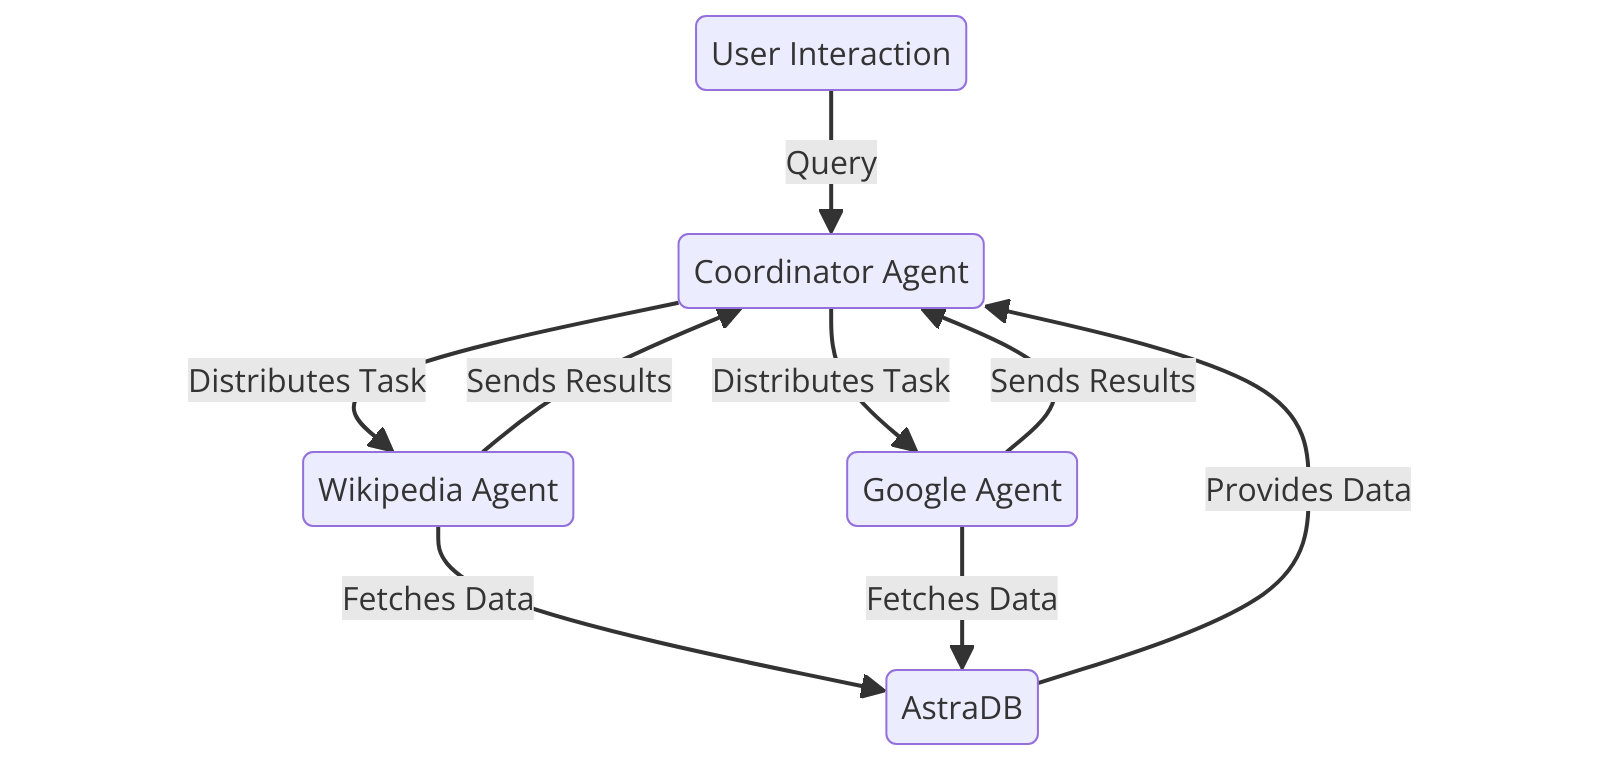 User Interaction
Query
Coordinator Agent
Distributes Task
Sends Results
Distributes Task
Sends Results
Wikipedia Agent
Google Agent
Provides Data
Fetches Data
Fetches Data
AstraDB